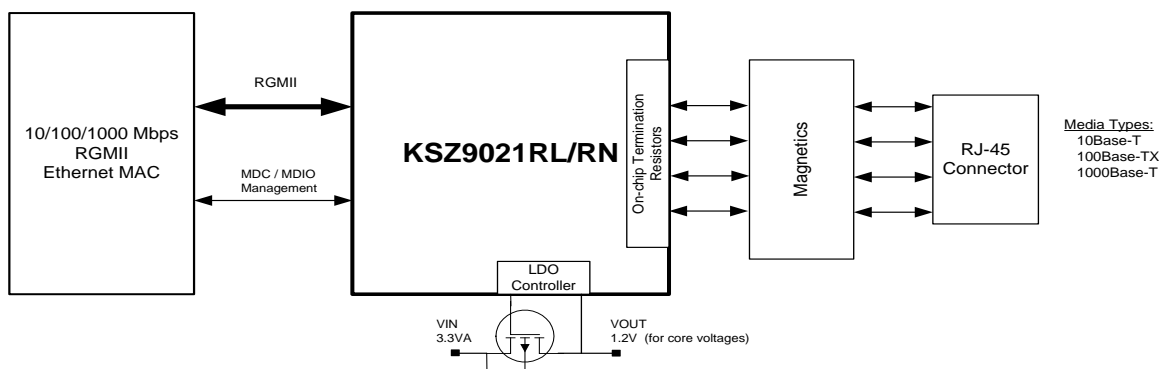 10/100/1000 Mbps
RGMII
Ethernet MAC
RGMII
MDC / MDIO
Management
KSZ9021RL/RN
On-chip Termination
Resistors
LDO
Controller
VIN
3.3VA
VOUT
1.2V (for core voltages)
Magnetics
RJ-45
Connector
Media Types:
10Base-T
100Base-TX
1000Base-T